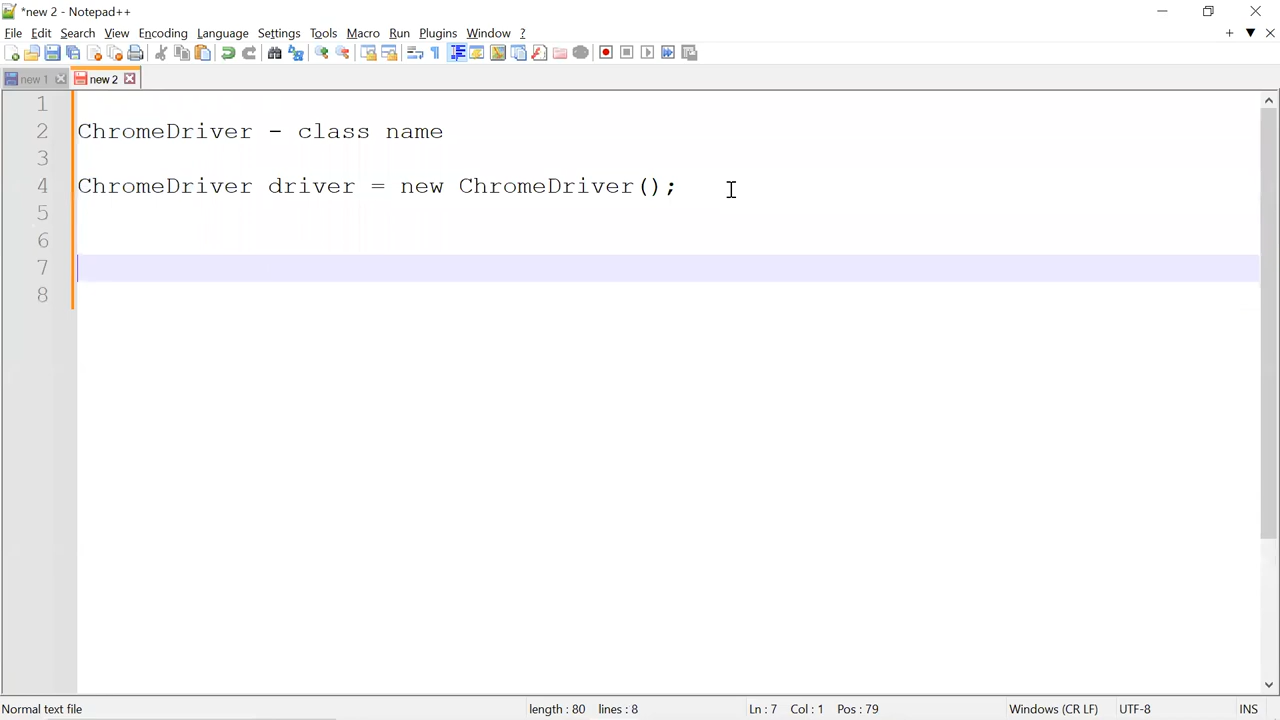 *new 2 - Notepad++
File Edit Search View Encoding Language Settings Tools Macro Run Plugins Window ?
new 1 new 2
1
2 ChromeDriver - class name
3
4 ChromeDriver driver = new ChromeDriver();
5
6
7
8
Normal text file length : 80 lines : 8 Ln : 7 Col : 1 Pos : 79 Windows (CR LF) UTF-8 INS